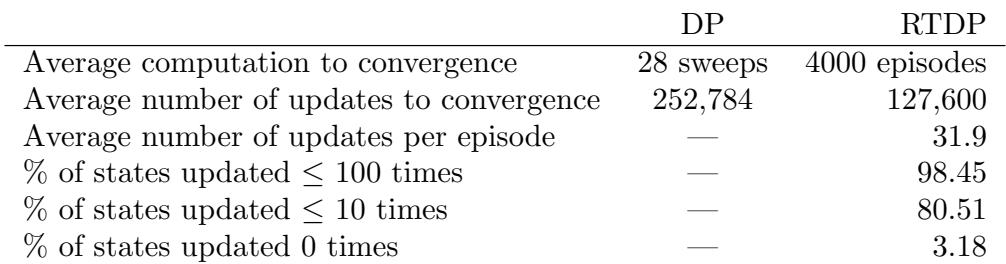 DP RTDP
Average computation to convergence 28 sweeps 4000 episodes
Average number of updates to convergence 252,784 127,600
Average number of updates per episode — 31.9
% of states updated ≤ 100 times — 98.45
% of states updated ≤ 10 times — 80.51
% of states updated 0 times — 3.18